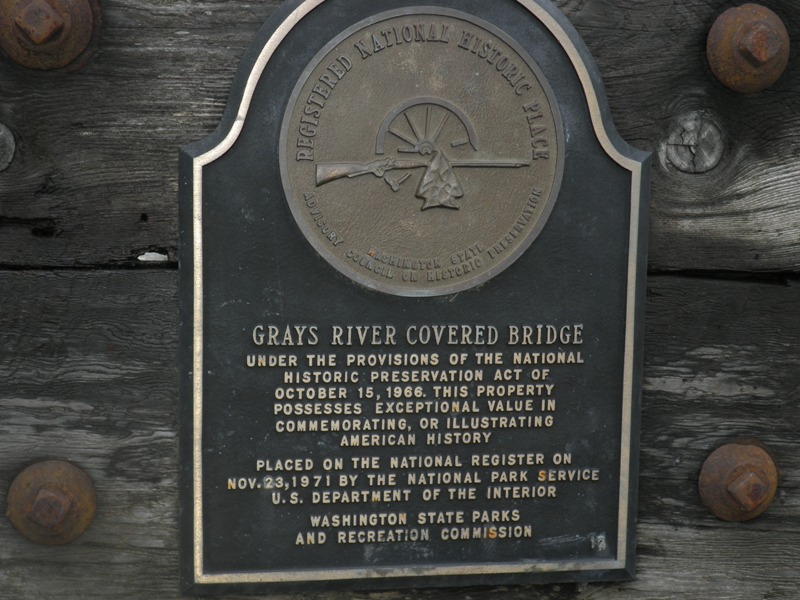 REGISTERED NATIONAL HISTORIC PLACE
WASHINGTON STATE
ADVISORY COUNCIL ON HISTORIC PRESERVATION
GRAYS RIVER COVERED BRIDGE
UNDER THE PROVISIONS OF THE NATIONAL
HISTORIC PRESERVATION ACT OF
OCTOBER 15, 1966. THIS PROPERTY
POSSESSES EXCEPTIONAL VALUE IN
COMMEMORATING, OR ILLUSTRATING
AMERICAN HISTORY
PLACED ON THE NATIONAL REGISTER ON
NOV. 23, 1971 BY THE NATIONAL PARK SERVICE
U.S. DEPARTMENT OF THE INTERIOR
WASHINGTON STATE PARKS
AND RECREATION COMMISSION